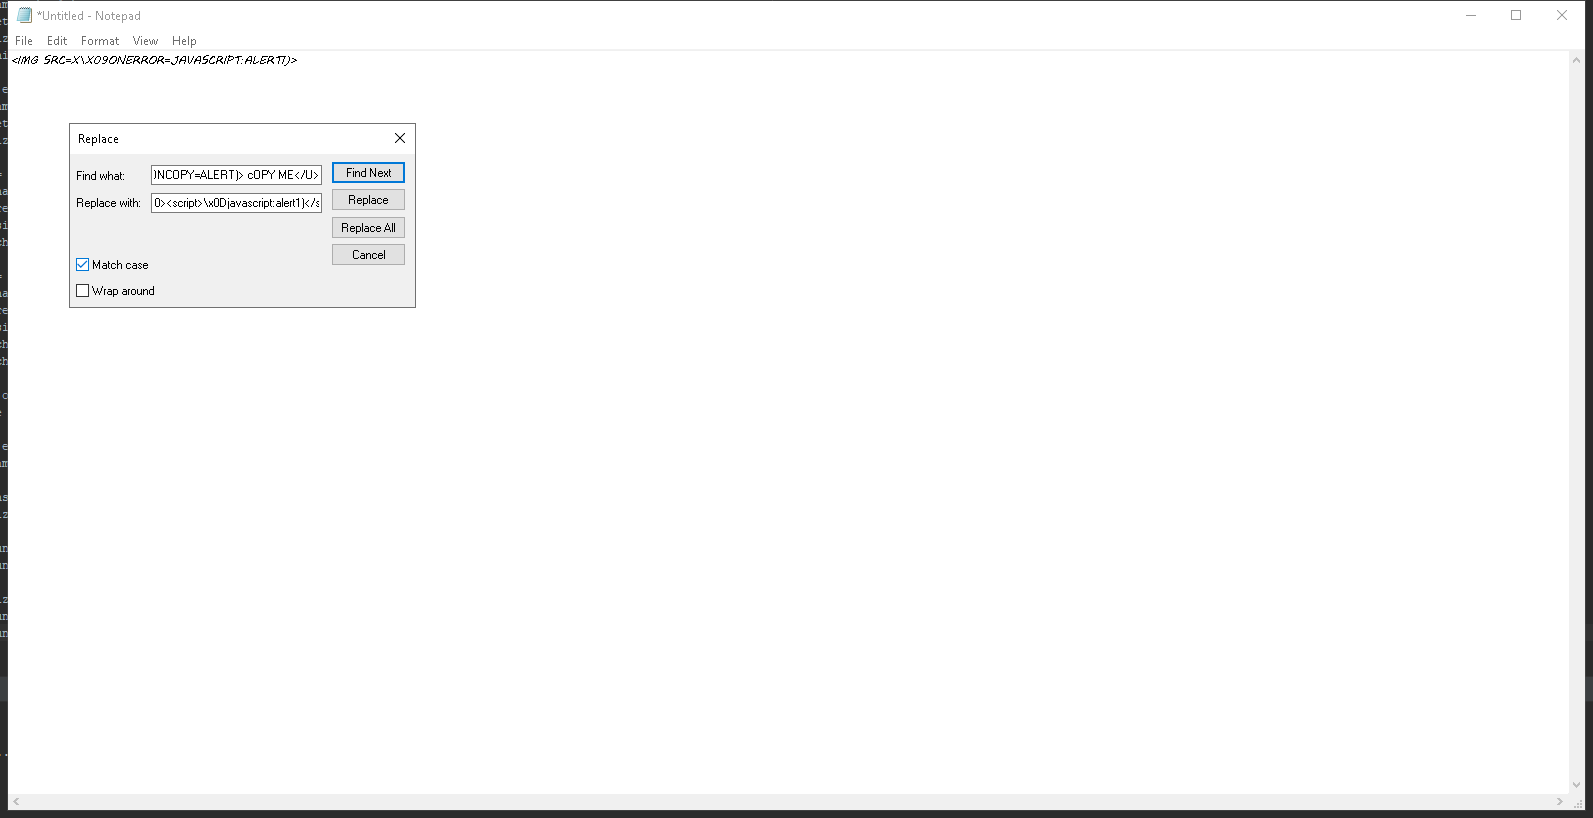 *Untitled - Notepad
File Edit Format View Help
<IMG SRC=X\X09ONERROR=JAVASCRIPT:ALERT1)>
Replace
Find what: )NCOPY=ALERT)> cOPY ME</U> Find Next
Replace with: 0><script>\x0Djavascript:alert1)</s Replace
Replace All
Cancel
Match case
Wrap around